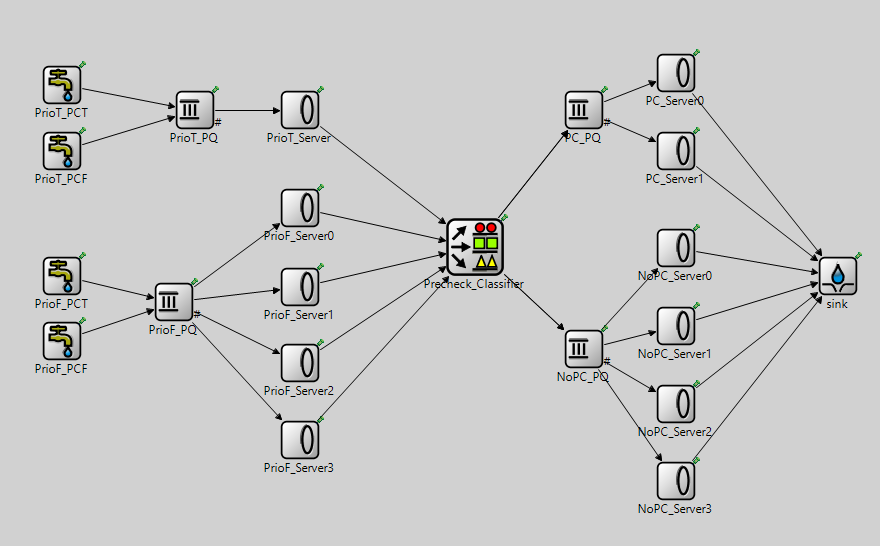 PrioT_PCT
PrioT_PCF
PrioT_PQ
#
PrioT_Server
PrioF_Server0
PrioF_PCT
PrioF_PCF
PrioF_PQ
#
PrioF_Server1
PrioF_Server2
PrioF_Server3
Precheck_Classifier
PC_PQ
#
PC_Server0
PC_Server1
NoPC_PQ
#
NoPC_Server0
NoPC_Server1
NoPC_Server2
NoPC_Server3
sink